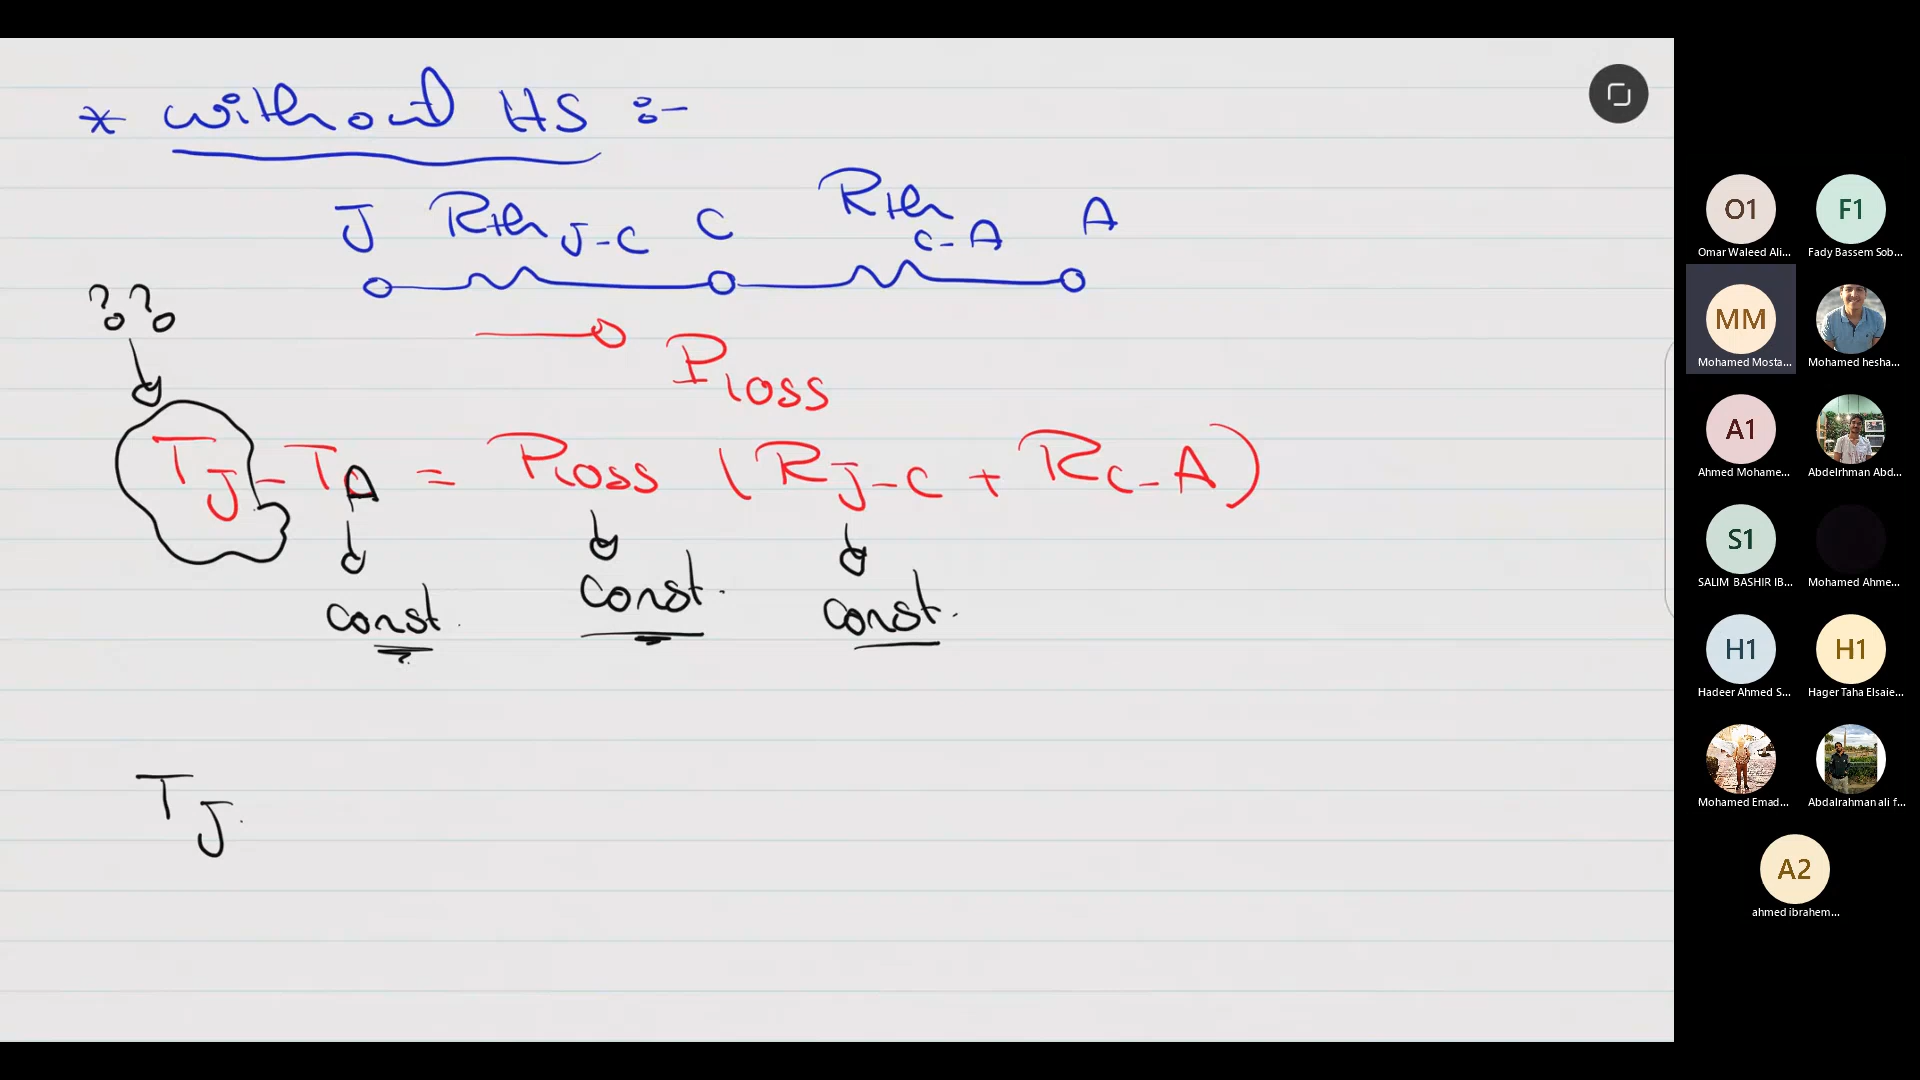 * without HS :-
J Rth J-C C Rth C-A A
??
Ploss
TJ - TA = Ploss (RJ-C + RC-A)
const. const. const.
TJ
O1 F1
Omar Waleed Ali... Fady Bassem Sob...
MM
Mohamed Mosta... Mohamed hesha...
A1
Ahmed Mohame... Abdelrhman Abd...
S1
SALIM BASHIR IB... Mohamed Ahme...
H1 H1
Hadeer Ahmed S... Hager Taha Elsaie...
Mohamed Emad... Abdalrahman ali f...
A2
ahmed ibrahem...